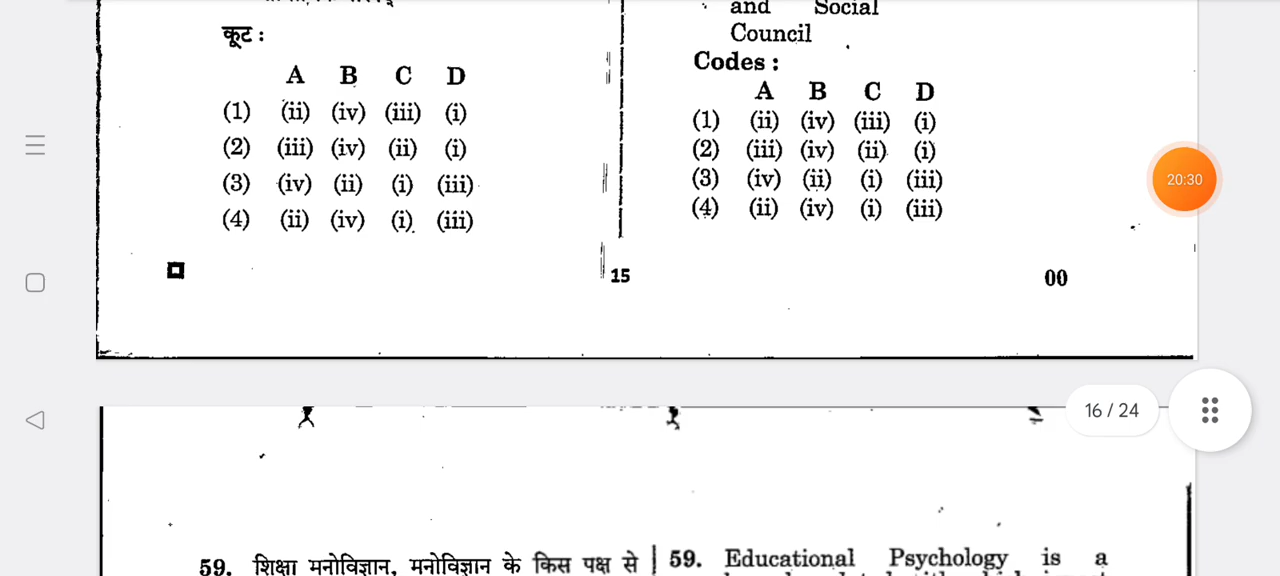 कूट :
A B C D
(1) (ii) (iv) (iii) (i)
(2) (iii) (iv) (ii) (i)
(3) (iv) (ii) (i) (iii)
(4) (ii) (iv) (i) (iii)
and Social
Council
Codes :
A B C D
(1) (ii) (iv) (iii) (i)
(2) (iii) (iv) (ii) (i)
(3) (iv) (ii) (i) (iii)
(4) (ii) (iv) (i) (iii)
20:30
15
00
16 / 24
59. शिक्षा मनोविज्ञान, मनोविज्ञान के किस पक्ष से
59. Educational Psychology is a